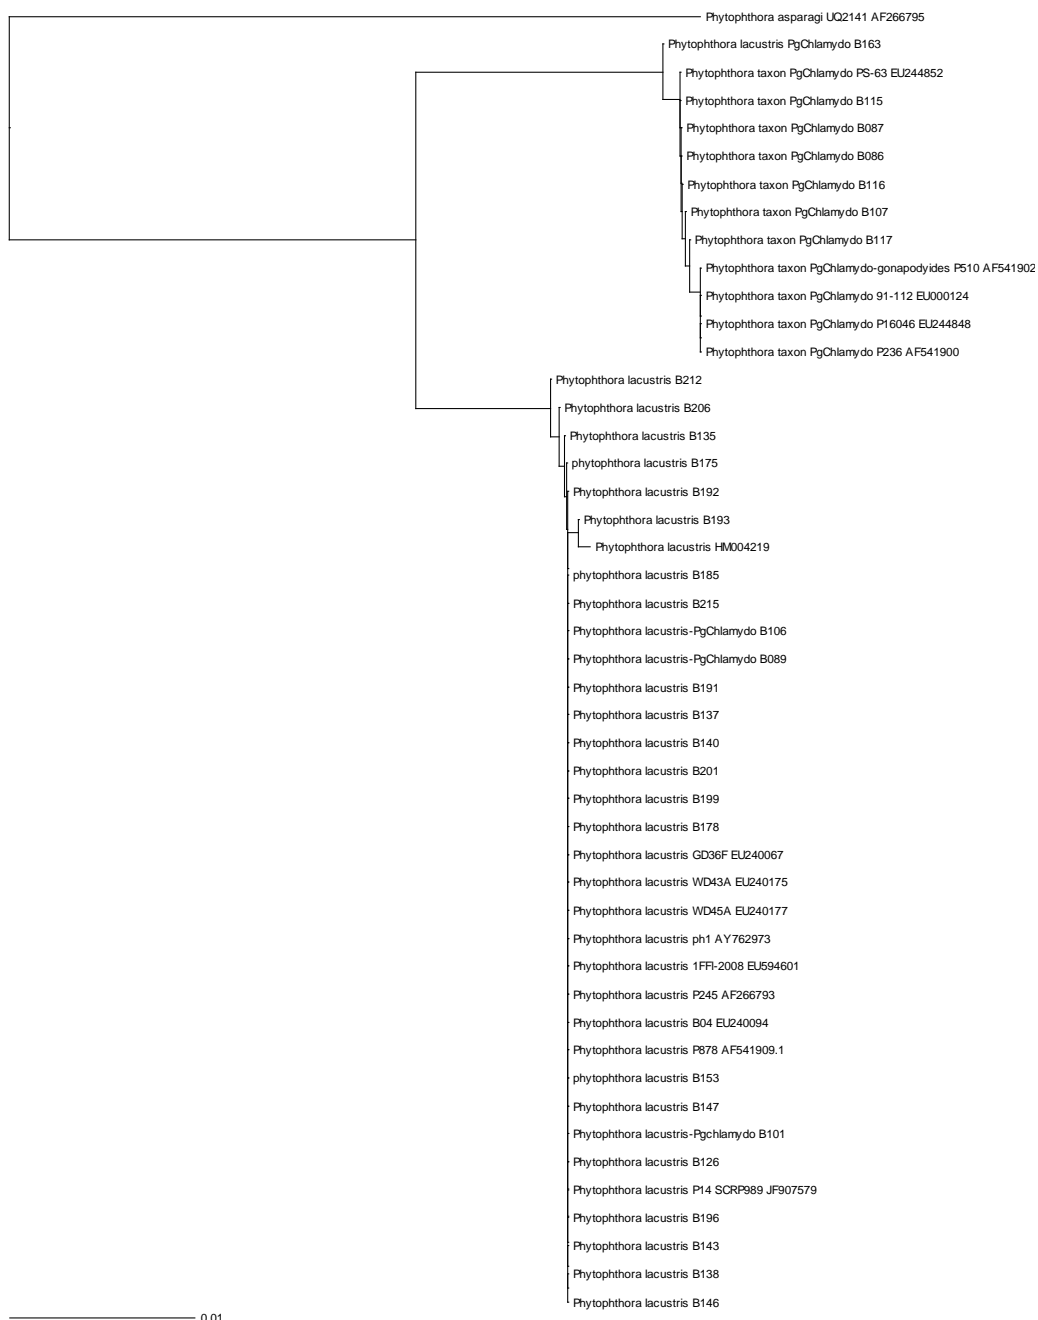 Phytophthora asparagi UQ2141 AF266795
Phytophthora lacustris PgChlamydo B163
Phytophthora taxon PgChlamydo PS-63 EU244852
Phytophthora taxon PgChlamydo B115
Phytophthora taxon PgChlamydo B087
Phytophthora taxon PgChlamydo B086
Phytophthora taxon PgChlamydo B116
Phytophthora taxon PgChlamydo B107
Phytophthora taxon PgChlamydo B117
Phytophthora taxon PgChlamydo-gonapodyides P510 AF541902
Phytophthora taxon PgChlamydo 91-112 EU000124
Phytophthora taxon PgChlamydo P16046 EU244848
Phytophthora taxon PgChlamydo P236 AF541900
Phytophthora lacustris B212
Phytophthora lacustris B206
Phytophthora lacustris B135
phytophthora lacustris B175
Phytophthora lacustris B192
Phytophthora lacustris B193
Phytophthora lacustris HM004219
phytophthora lacustris B185
Phytophthora lacustris B215
Phytophthora lacustris-PgChlamydo B106
Phytophthora lacustris-PgChlamydo B089
Phytophthora lacustris B191
Phytophthora lacustris B137
Phytophthora lacustris B140
Phytophthora lacustris B201
Phytophthora lacustris B199
Phytophthora lacustris B178
Phytophthora lacustris GD36F EU240067
Phytophthora lacustris WD43A EU240175
Phytophthora lacustris WD45A EU240177
Phytophthora lacustris ph1 AY762973
Phytophthora lacustris 1FFI-2008 EU594601
Phytophthora lacustris P245 AF266793
Phytophthora lacustris B04 EU240094
Phytophthora lacustris P878 AF541909.1
phytophthora lacustris B153
Phytophthora lacustris B147
Phytophthora lacustris-Pgchlamydo B101
Phytophthora lacustris B126
Phytophthora lacustris P14 SCRP989 JF907579
Phytophthora lacustris B196
Phytophthora lacustris B143
Phytophthora lacustris B138
Phytophthora lacustris B146
0.01